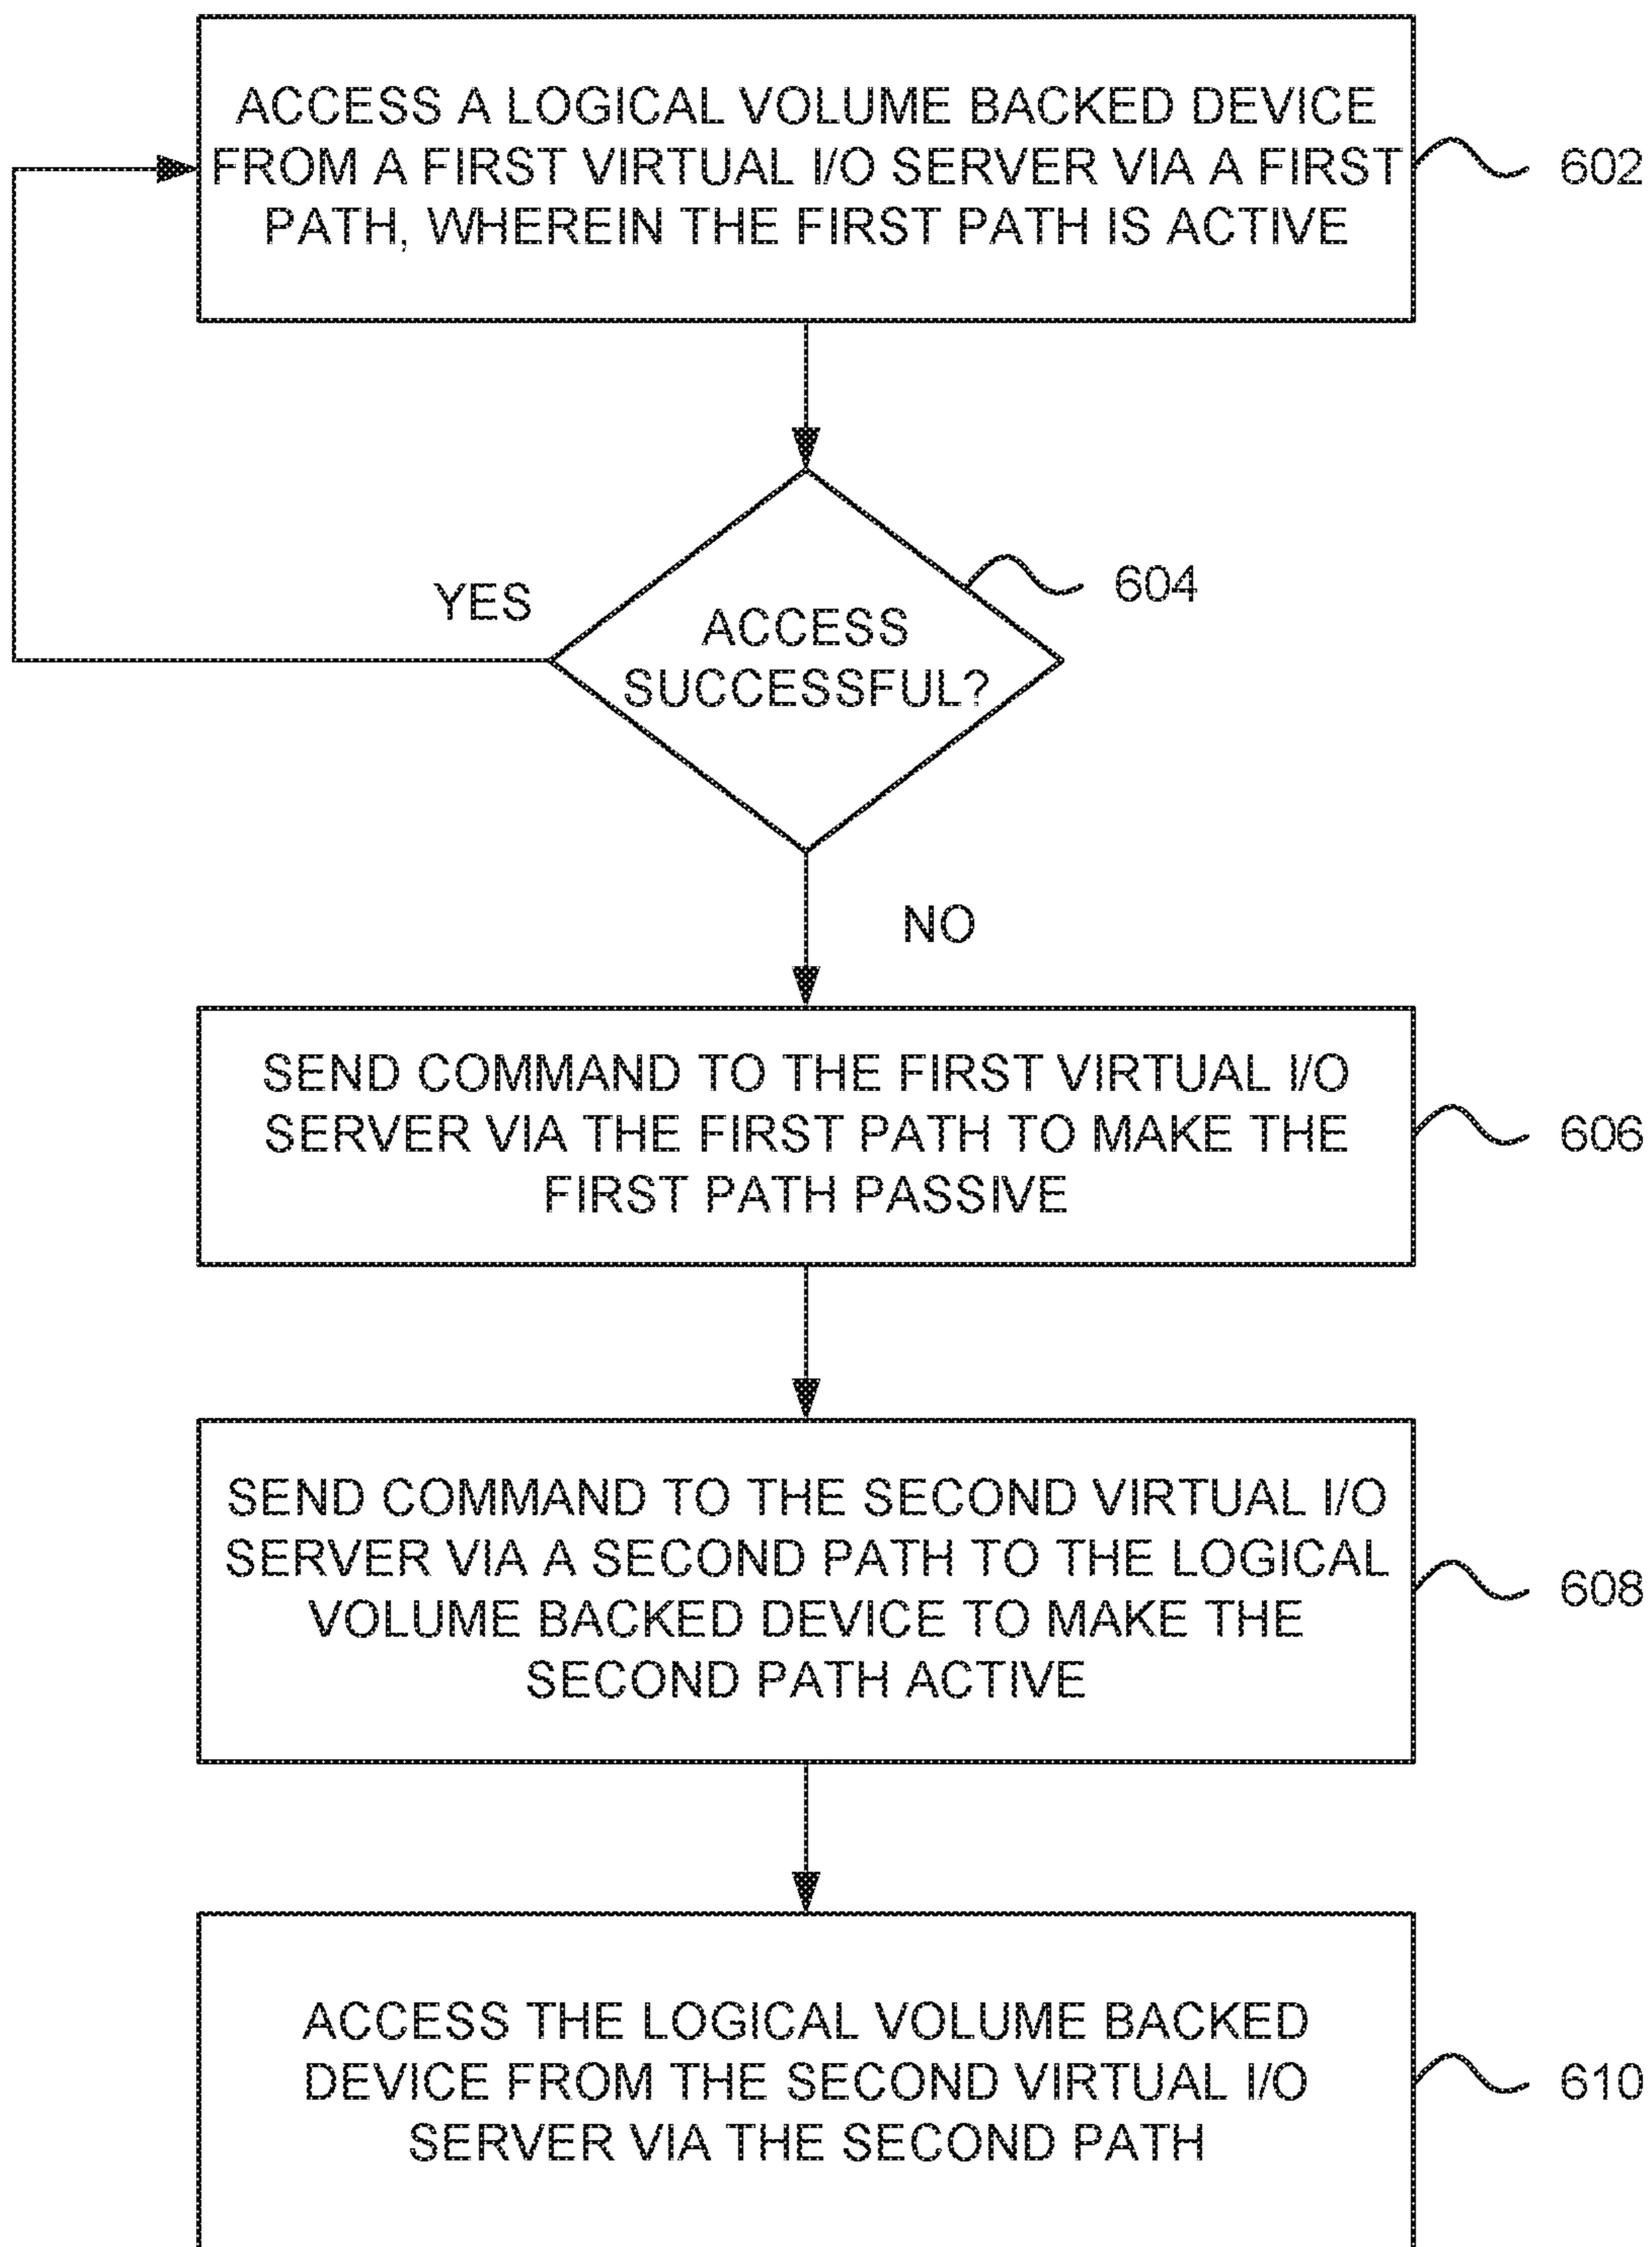 ACCESS A LOGICAL VOLUME BACKED DEVICE
FROM A FIRST VIRTUAL I/O SERVER VIA A FIRST
PATH, WHEREIN THE FIRST PATH IS ACTIVE
602
604
YES
ACCESS
SUCCESSFUL?
NO
SEND COMMAND TO THE FIRST VIRTUAL I/O
SERVER VIA THE FIRST PATH TO MAKE THE
FIRST PATH PASSIVE
606
SEND COMMAND TO THE SECOND VIRTUAL I/O
SERVER VIA A SECOND PATH TO THE LOGICAL
VOLUME BACKED DEVICE TO MAKE THE
SECOND PATH ACTIVE
608
ACCESS THE LOGICAL VOLUME BACKED
DEVICE FROM THE SECOND VIRTUAL I/O
SERVER VIA THE SECOND PATH
610